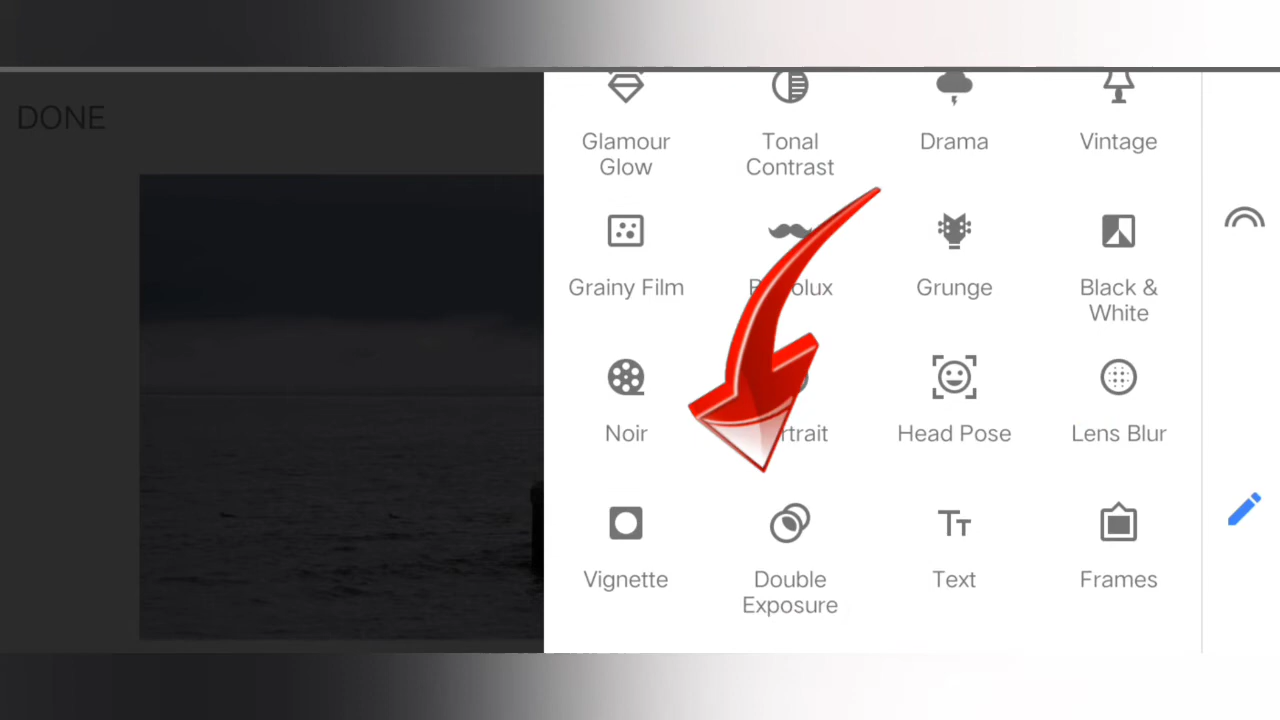 DONE
Glamour
Glow
Tonal
Contrast
Drama
Vintage
Grainy Film
Grunge
Black &
White
Noir
Head Pose
Lens Blur
Vignette
Double
Exposure
Text
Frames